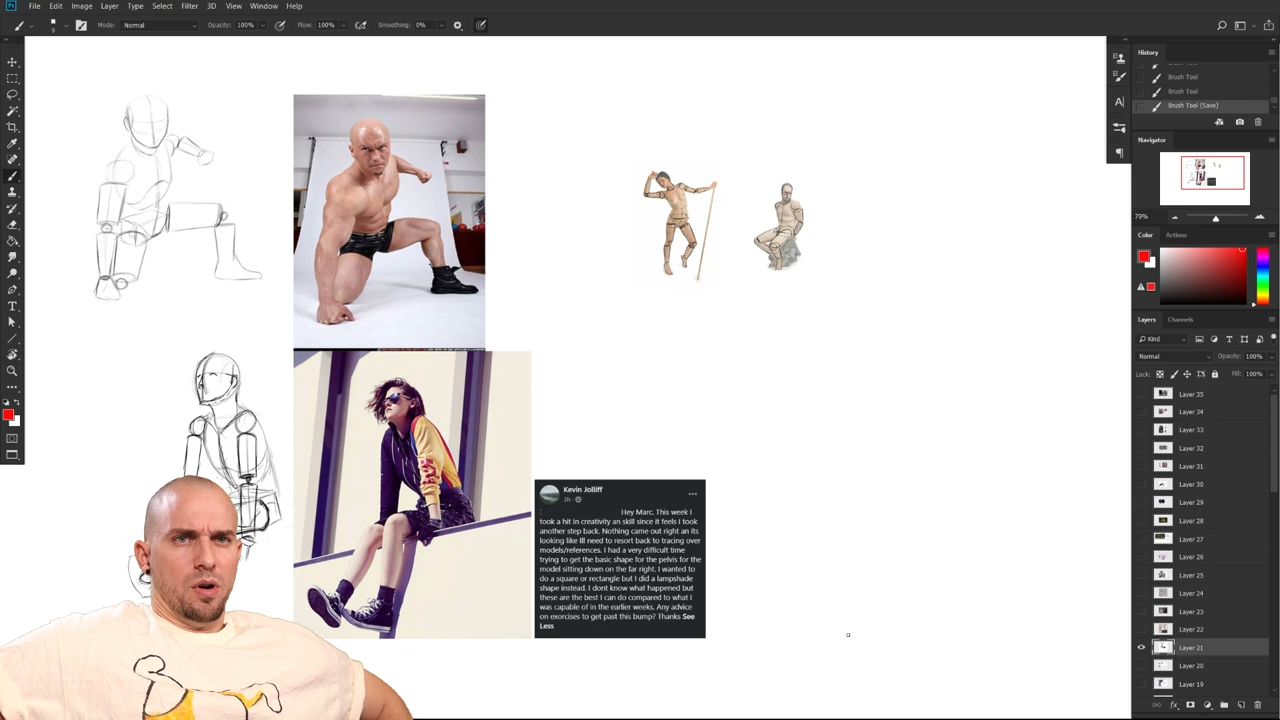 Ps File Edit Image Layer Type Select Filter 3D View Window Help
9 Mode: Normal Opacity: 100% Flow: 100% Smoothing: 0%
History
Brush Tool
Brush Tool
Brush Tool (Save)
Navigator
79%
Color Actions
Layers Channels
Kind
Normal Opacity: 100%
Lock: Fill: 100%
Layer 35
Layer 34
Layer 33
Layer 32
Layer 31
Layer 30
Layer 29
Layer 28
Layer 27
Layer 26
Layer 25
Layer 24
Layer 23
Layer 22
Layer 21
Layer 20
Layer 19
Kevin Jolliff
3h
Hey Marc. This week I
took a hit in creativity an skill since it feels I took
another step back. Nothing came out right an its
looking like Ill need to resort back to tracing over
models/references. I had a very difficult time
trying to get the basic shape for the pelvis for the
model sitting down on the far right. I wanted to
do a square or rectangle but I did a lampshade
shape instead. I dont know what happened but
these are the best I can do compared to what I
was capable of in the earlier weeks. Any advice
on exorcises to get past this bump? Thanks See
Less